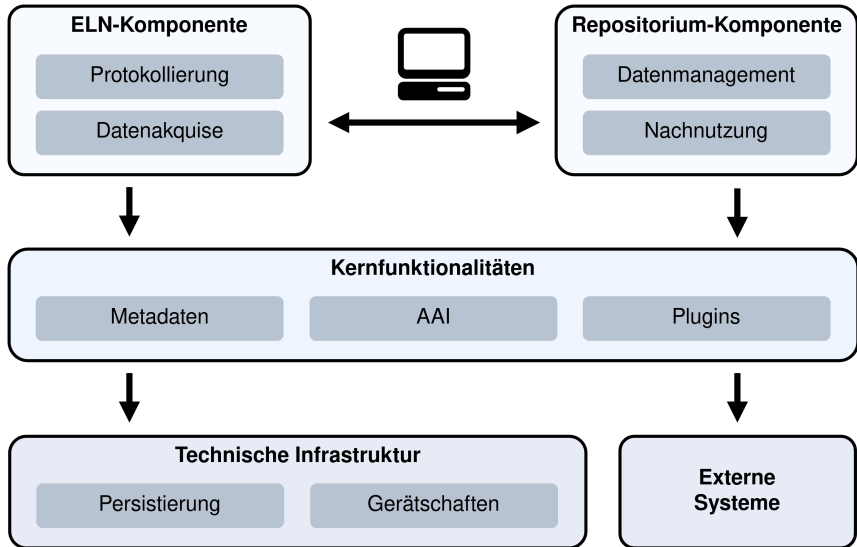 ELN-Komponente
Protokollierung
Datenakquise
Repositorium-Komponente
Datenmanagement
Nachnutzung
Kernfunktionalitäten
Metadaten
AAI
Plugins
Technische Infrastruktur
Persistierung
Gerätschaften
Externe
Systeme